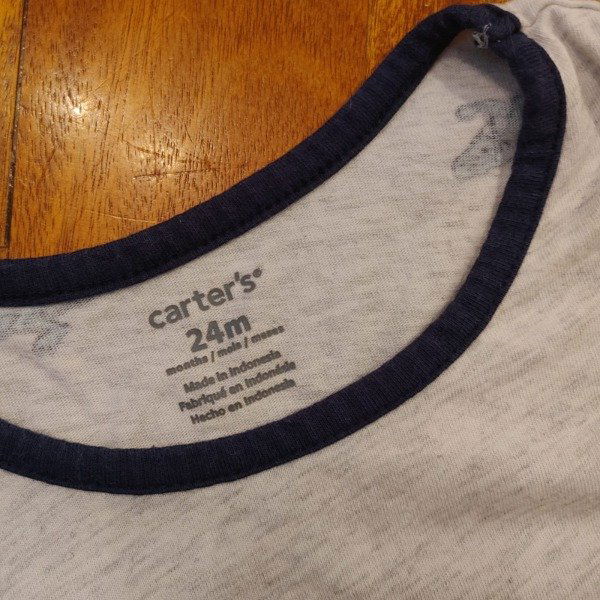 carter's
24m
months / mois / meses
Made in Indonesia
Fabriqué en Indonésie
Hecho en Indonesia